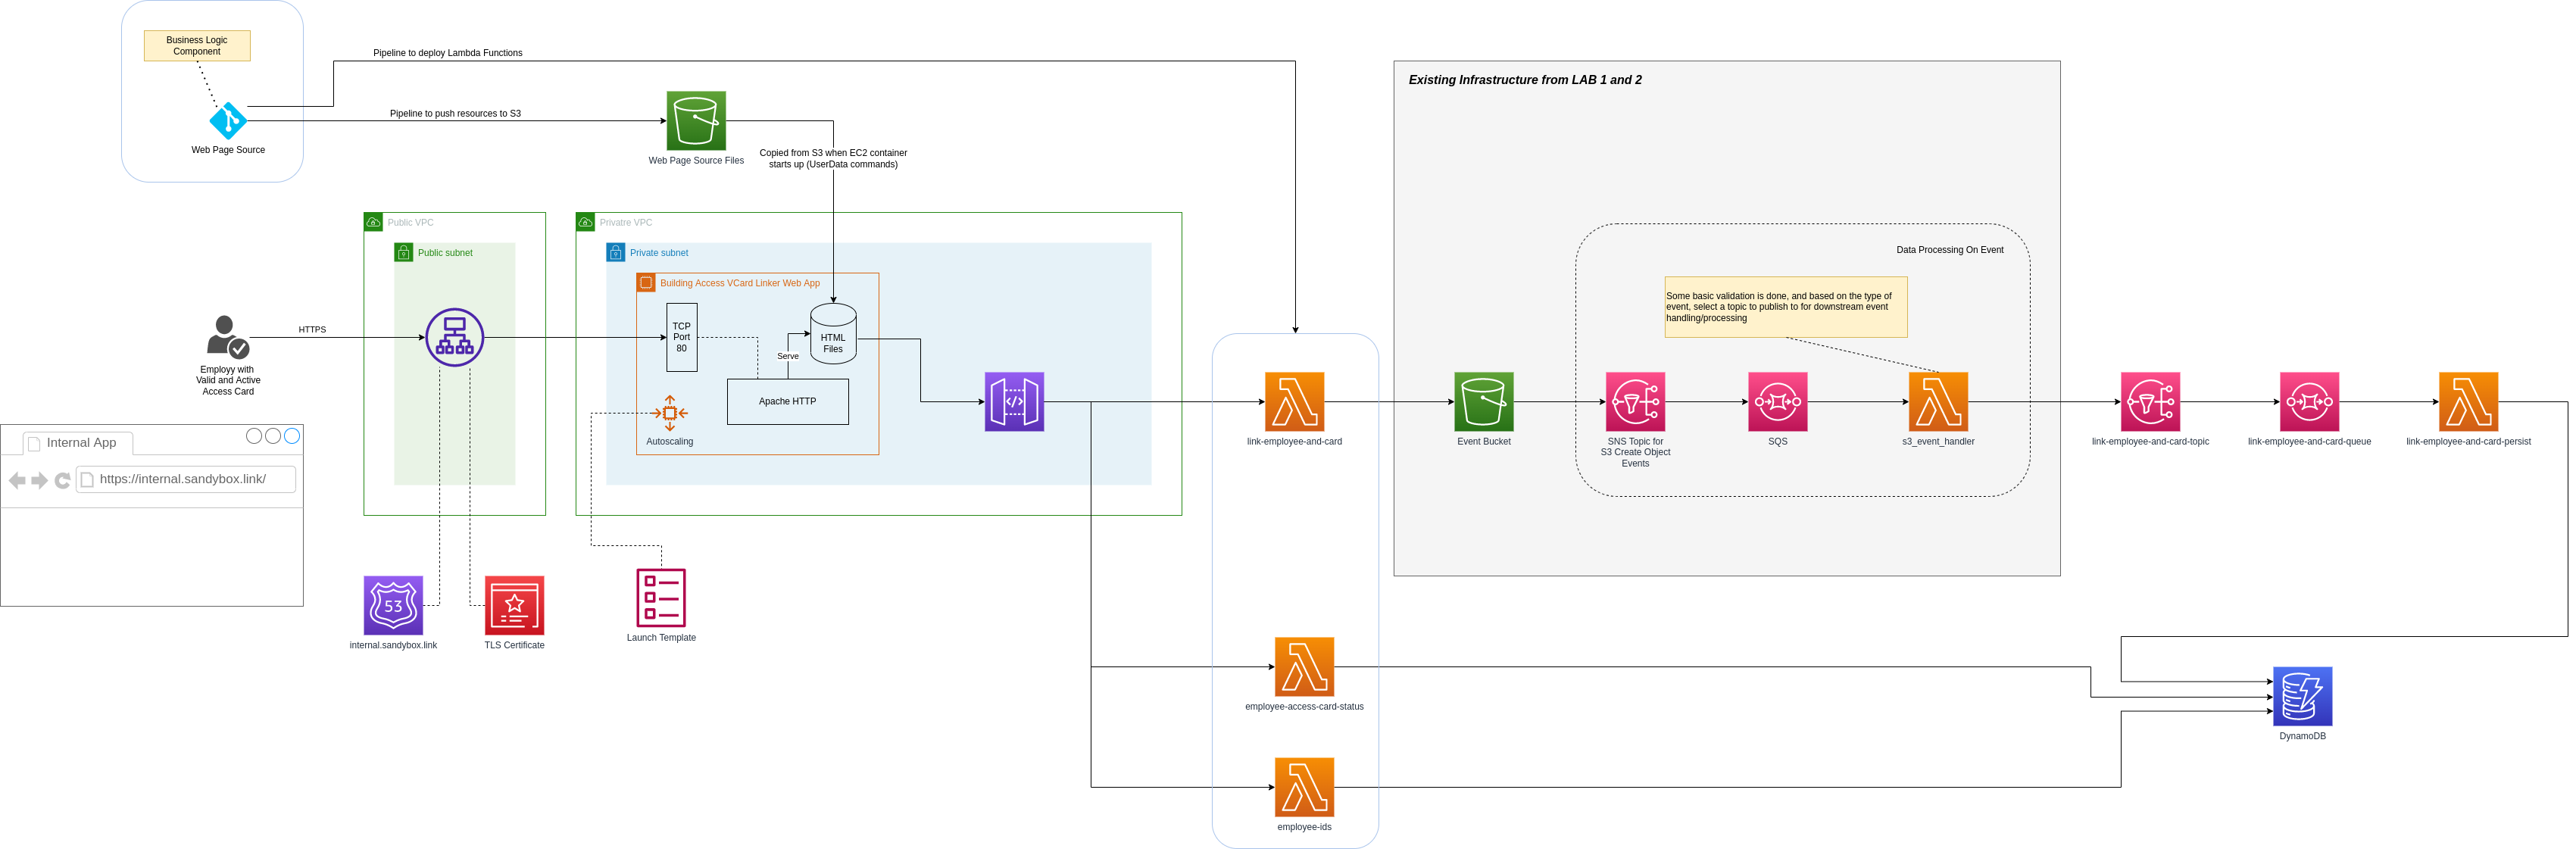 Business Logic
Component
Web Page Source
Pipeline to deploy Lambda Functions
Pipeline to push resources to S3
Web Page Source Files
Copied from S3 when EC2 container
starts up (UserData commands)
Existing Infrastructure from LAB 1 and 2
Public VPC
Public subnet
Privatre VPC
Private subnet
Building Access VCard Linker Web App
TCP
Port
80
HTML
Files
Serve
Apache HTTP
Autoscaling
HTTPS
Employy with
Valid and Active
Access Card
Internal App
https://internal.sandybox.link/
53
internal.sandybox.link
TLS Certificate
Launch Template
link-employee-and-card
employee-access-card-status
employee-ids
Event Bucket
Data Processing On Event
Some basic validation is done, and based on the type of
event, select a topic to publish to for downstream event
handling/processing
SNS Topic for
S3 Create Object
Events
SQS
s3_event_handler
link-employee-and-card-topic
link-employee-and-card-queue
link-employee-and-card-persist
DynamoDB